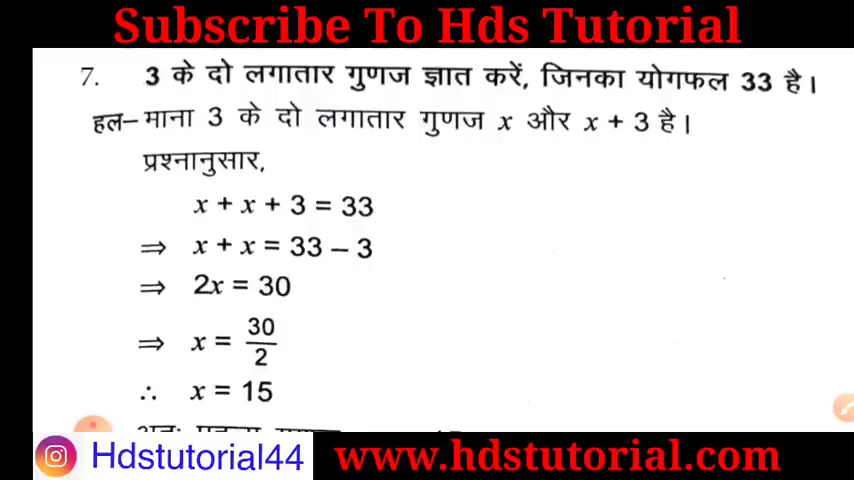 Subscribe To Hds Tutorial
7. 3 के दो लगातार गुणज ज्ञात करें, जिनका योगफल 33 है।
हल– माना 3 के दो लगातार गुणज x और x + 3 है।
प्रश्नानुसार,
x + x + 3 = 33
⇒ x + x = 33 – 3
⇒ 2x = 30
⇒ x = 30/2
∴ x = 15
Hdstutorial44 www.hdstutorial.com